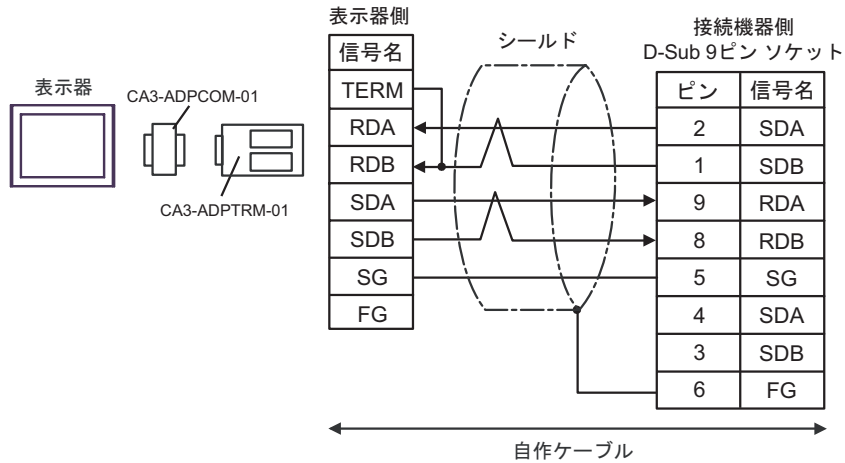 表示器
CA3-ADPCOM-01
CA3-ADPTRM-01
表示器側
信号名
TERM
RDA
RDB
SDA
SDB
SG
FG
シールド
接続機器側
D-Sub 9ピン ソケット
ピン 信号名
2 SDA
1 SDB
9 RDA
8 RDB
5 SG
4 SDA
3 SDB
6 FG
自作ケーブル